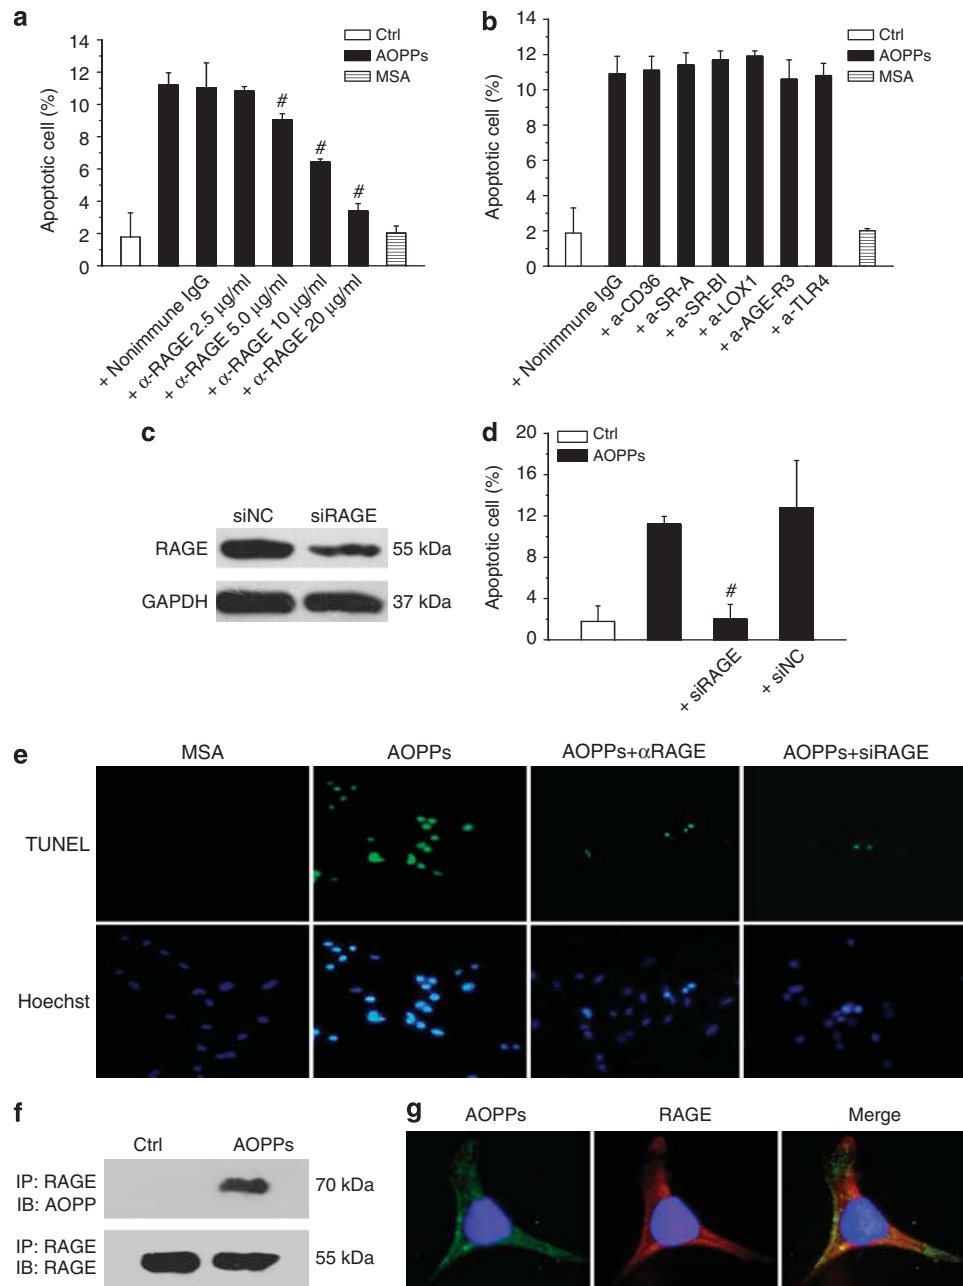 a
Ctrl
AOPPs
MSA
Apoptotic cell (%)
14
12
10
8
6
4
2
0
#
#
#
+ Nonimmune IgG
+ α-RAGE 2.5 μg/ml
+ α-RAGE 5.0 μg/ml
+ α-RAGE 10 μg/ml
+ α-RAGE 20 μg/ml
b
Ctrl
AOPPs
MSA
Apoptotic cell (%)
14
12
10
8
6
4
2
0
+ Nonimmune IgG
+ a-CD36
+ a-SR-A
+ a-SR-BI
+ a-LOX1
+ a-AGE-R3
+ a-TLR4
c
siNC siRAGE
RAGE 55 kDa
GAPDH 37 kDa
d
Ctrl
AOPPs
Apoptotic cell (%)
20
16
12
8
4
0
#
+ siRAGE
+ siNC
e
MSA AOPPs AOPPs+αRAGE AOPPs+siRAGE
TUNEL
Hoechst
f
Ctrl AOPPs
IP: RAGE
IB: AOPP
70 kDa
IP: RAGE
IB: RAGE
55 kDa
g
AOPPs RAGE Merge